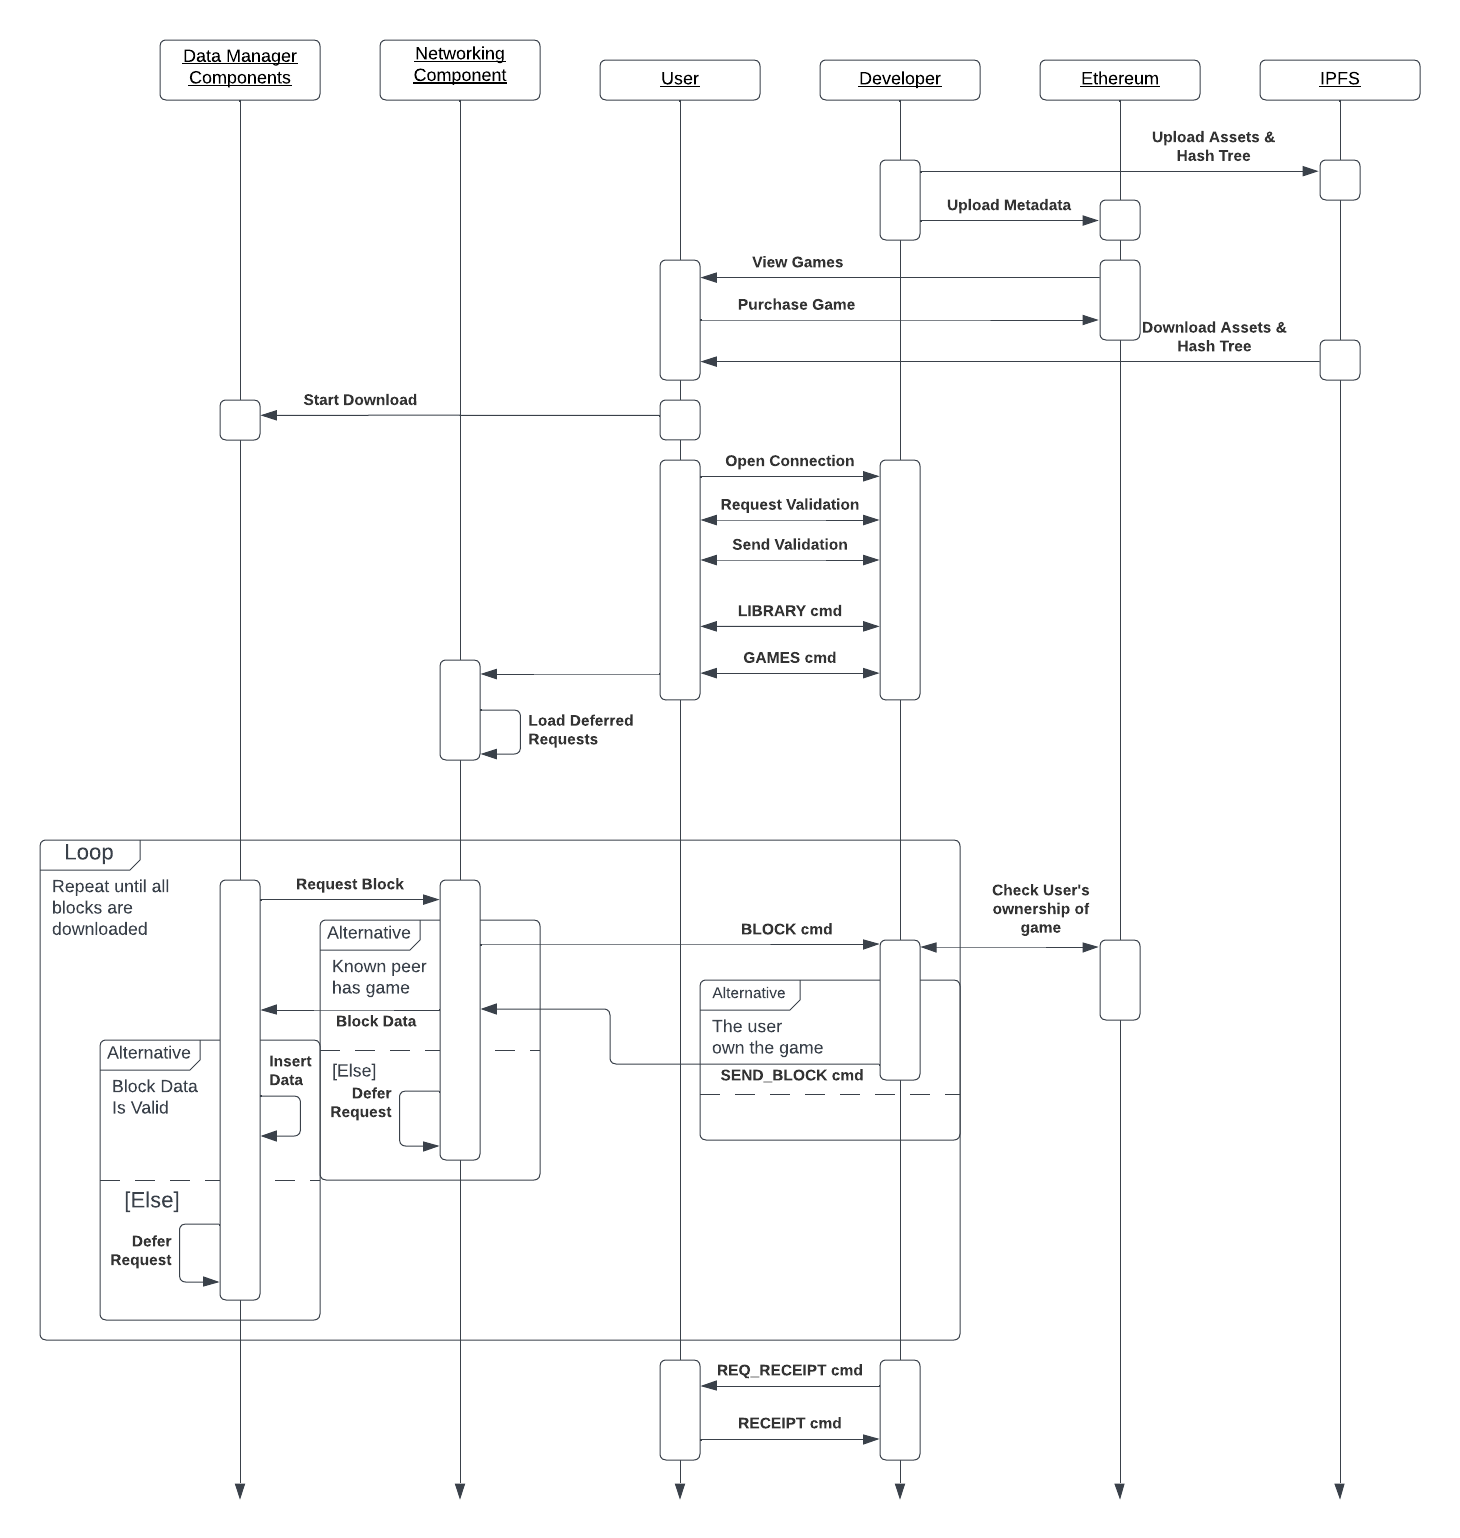 Data Manager
Components
Networking
Component
User
Developer
Ethereum
IPFS
Upload Assets &
Hash Tree
Upload Metadata
View Games
Purchase Game
Download Assets &
Hash Tree
Start Download
Open Connection
Request Validation
Send Validation
LIBRARY cmd
GAMES cmd
Load Deferred
Requests
Loop
Repeat until all
blocks are
downloaded
Request Block
Check User's
ownership of
game
Alternative
Known peer
has game
BLOCK cmd
Alternative
The user
own the game
Block Data
Alternative
Block Data
Is Valid
Insert
Data
[Else]
Defer
Request
SEND_BLOCK cmd
[Else]
Defer
Request
REQ_RECEIPT cmd
RECEIPT cmd